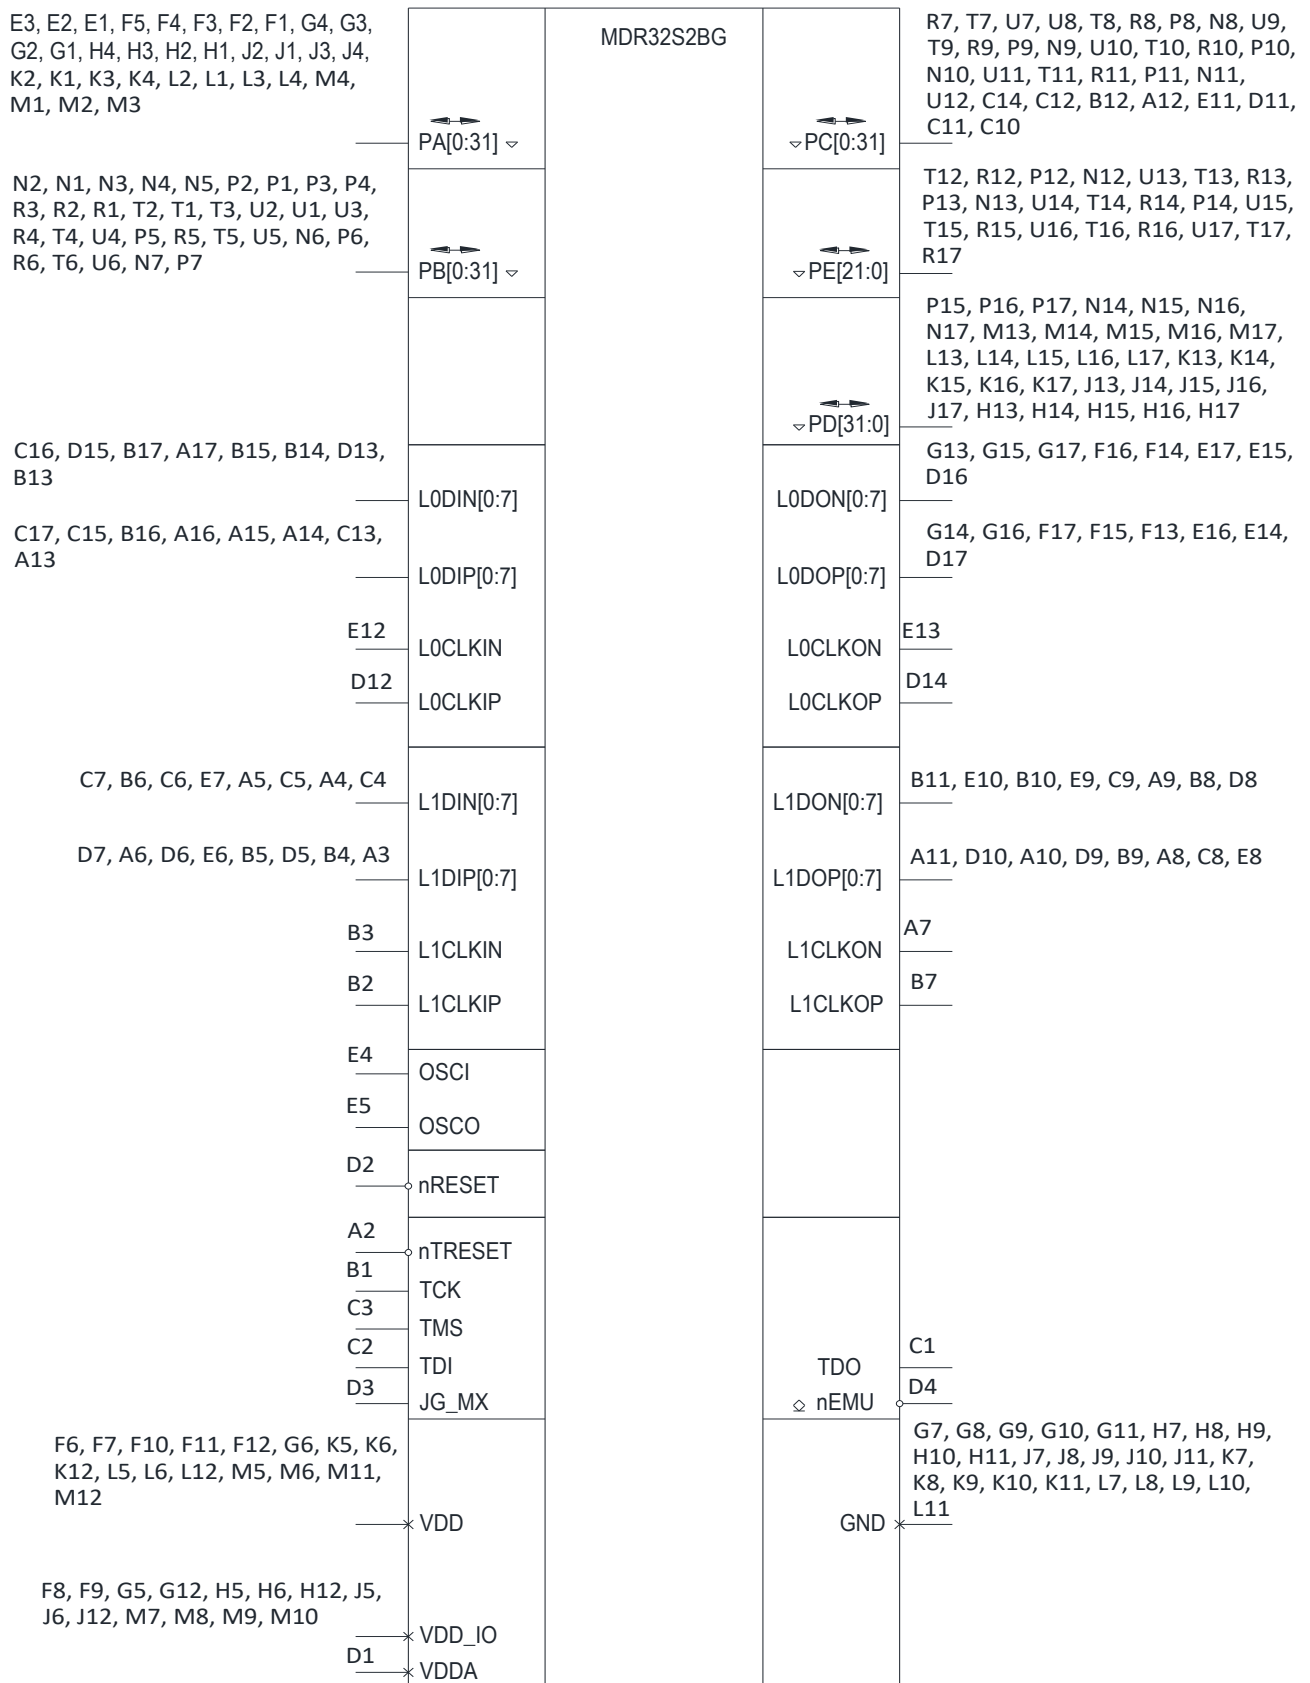 MDR32S2BG
E3, E2, E1, F5, F4, F3, F2, F1, G4, G3,
G2, G1, H4, H3, H2, H1, J2, J1, J3, J4,
K2, K1, K3, K4, L2, L1, L3, L4, M4,
M1, M2, M3
PA[0:31]
N2, N1, N3, N4, N5, P2, P1, P3, P4,
R3, R2, R1, T2, T1, T3, U2, U1, U3,
R4, T4, U4, P5, R5, T5, U5, N6, P6,
R6, T6, U6, N7, P7
PB[0:31]
C16, D15, B17, A17, B15, B14, D13,
B13
L0DIN[0:7]
C17, C15, B16, A16, A15, A14, C13,
A13
L0DIP[0:7]
E12
L0CLKIN
D12
L0CLKIP
C7, B6, C6, E7, A5, C5, A4, C4
L1DIN[0:7]
D7, A6, D6, E6, B5, D5, B4, A3
L1DIP[0:7]
B3
L1CLKIN
B2
L1CLKIP
E4
OSCI
E5
OSCO
D2
nRESET
A2
nTRESET
B1
TCK
C3
TMS
C2
TDI
D3
JG_MX
F6, F7, F10, F11, F12, G6, K5, K6,
K12, L5, L6, L12, M5, M6, M11,
M12
VDD
F8, F9, G5, G12, H5, H6, H12, J5,
J6, J12, M7, M8, M9, M10
VDD_IO
D1
VDDA
R7, T7, U7, U8, T8, R8, P8, N8, U9,
T9, R9, P9, N9, U10, T10, R10, P10,
N10, U11, T11, R11, P11, N11,
U12, C14, C12, B12, A12, E11, D11,
C11, C10
PC[0:31]
T12, R12, P12, N12, U13, T13, R13,
P13, N13, U14, T14, R14, P14, U15,
T15, R15, U16, T16, R16, U17, T17,
R17
PE[21:0]
P15, P16, P17, N14, N15, N16,
N17, M13, M14, M15, M16, M17,
L13, L14, L15, L16, L17, K13, K14,
K15, K16, K17, J13, J14, J15, J16,
J17, H13, H14, H15, H16, H17
PD[31:0]
G13, G15, G17, F16, F14, E17, E15,
D16
L0DON[0:7]
G14, G16, F17, F15, F13, E16, E14,
D17
L0DOP[0:7]
E13
L0CLKON
D14
L0CLKOP
B11, E10, B10, E9, C9, A9, B8, D8
L1DON[0:7]
A11, D10, A10, D9, B9, A8, C8, E8
L1DOP[0:7]
A7
L1CLKON
B7
L1CLKOP
C1
TDO
D4
nEMU
G7, G8, G9, G10, G11, H7, H8, H9,
H10, H11, J7, J8, J9, J10, J11, K7,
K8, K9, K10, K11, L7, L8, L9, L10,
L11
GND